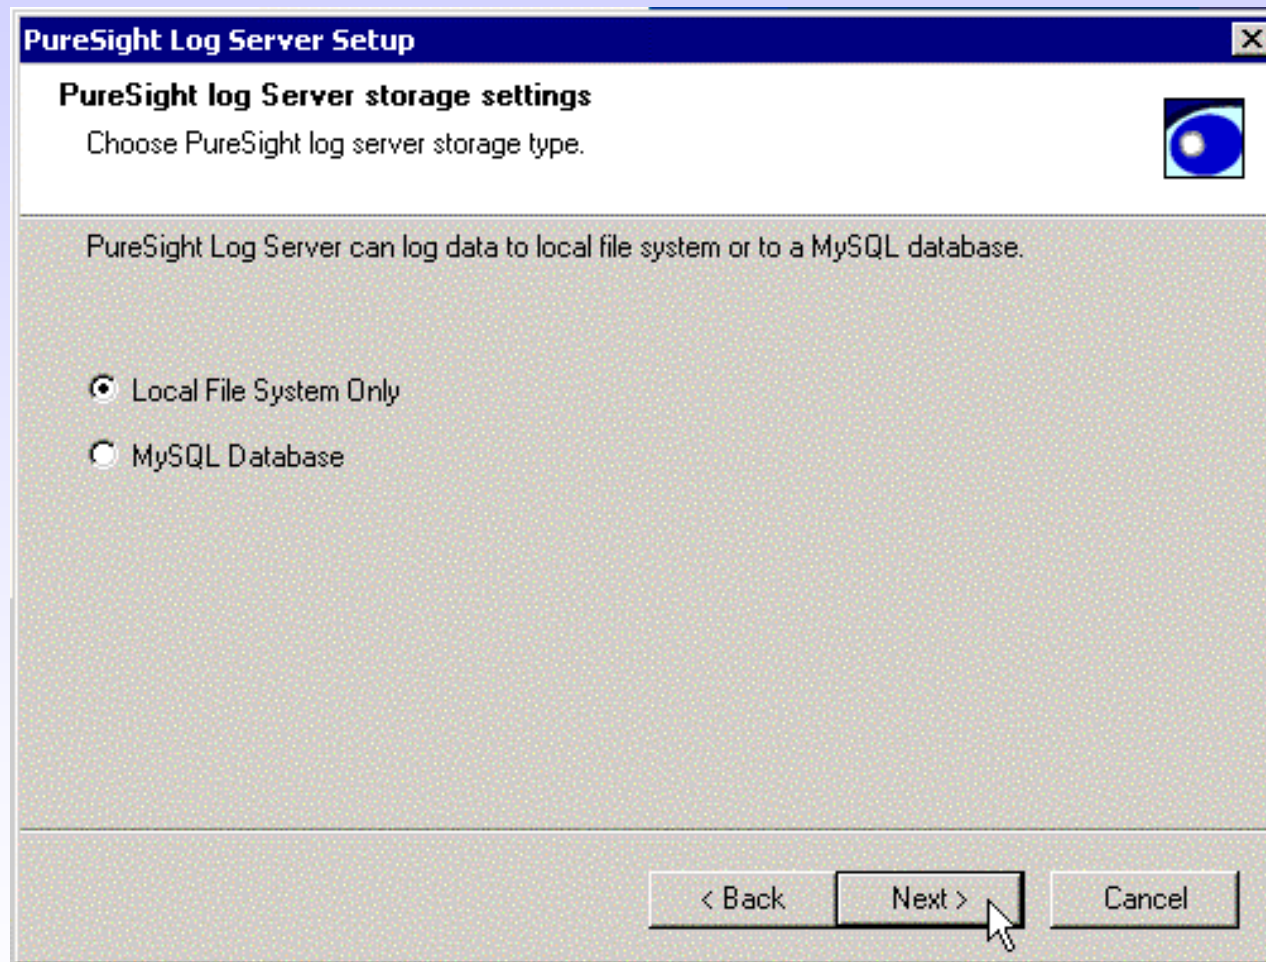 PureSight Log Server Setup
PureSight log Server storage settings
Choose PureSight log server storage type.
PureSight Log Server can log data to local file system or to a MySQL database.
Local File System Only
MySQL Database
< Back
Next >
Cancel